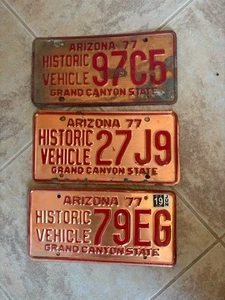 ARIZONA 77
HISTORIC
VEHICLE
97C5
GRAND CANYON STATE
ARIZONA 77
HISTORIC
VEHICLE
27J9
GRAND CANYON STATE
ARIZONA 77
HISTORIC
VEHICLE
79EG
GRAND CANYON STATE